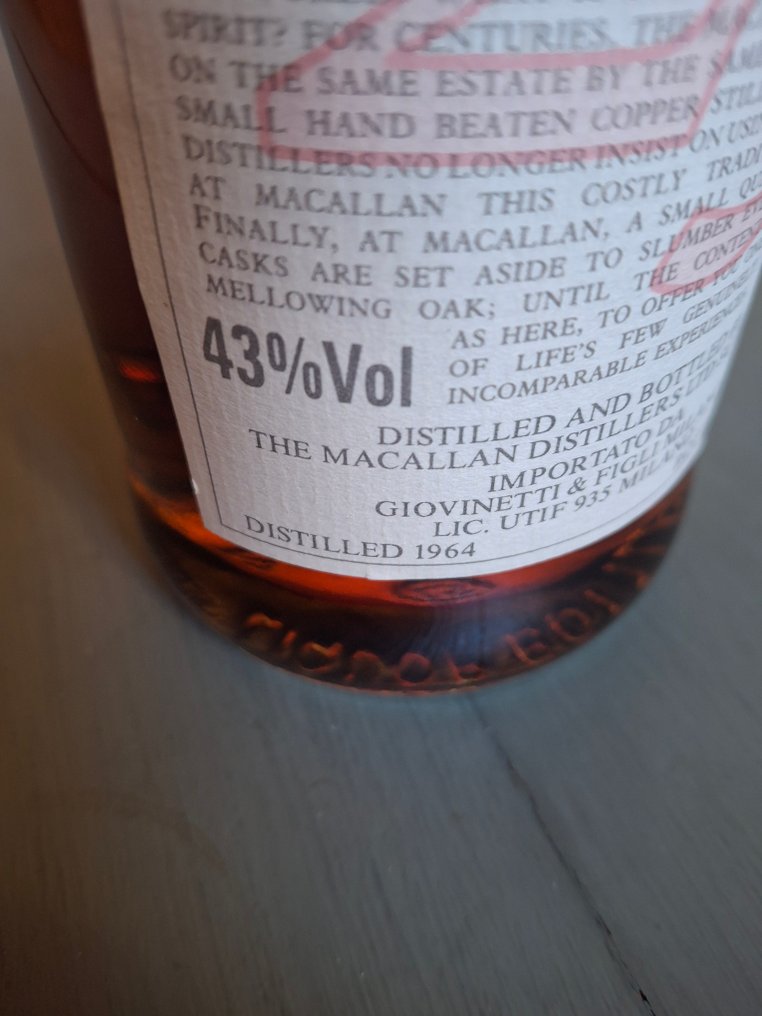 SPIRIT? FOR CENTURIES, THE
ON THE SAME ESTATE BY THE SAME
SMALL HAND BEATEN COPPER
DISTILLERS NO LONGER INSIST ON
AT MACALLAN THIS COSTLY
FINALLY, AT MACALLAN, A SMALL
CASKS ARE SET ASIDE TO SLUMBER
MELLOWING OAK; UNTIL THE
43%Vol
AS HERE, TO OFFER YOU
OF LIFE'S FEW
INCOMPARABLE
DISTILLED AND
THE MACALLAN DISTILLERS
IMPORTATO DA
GIOVINETTI & FIGLI
LIC. UTIF 935
DISTILLED 1964